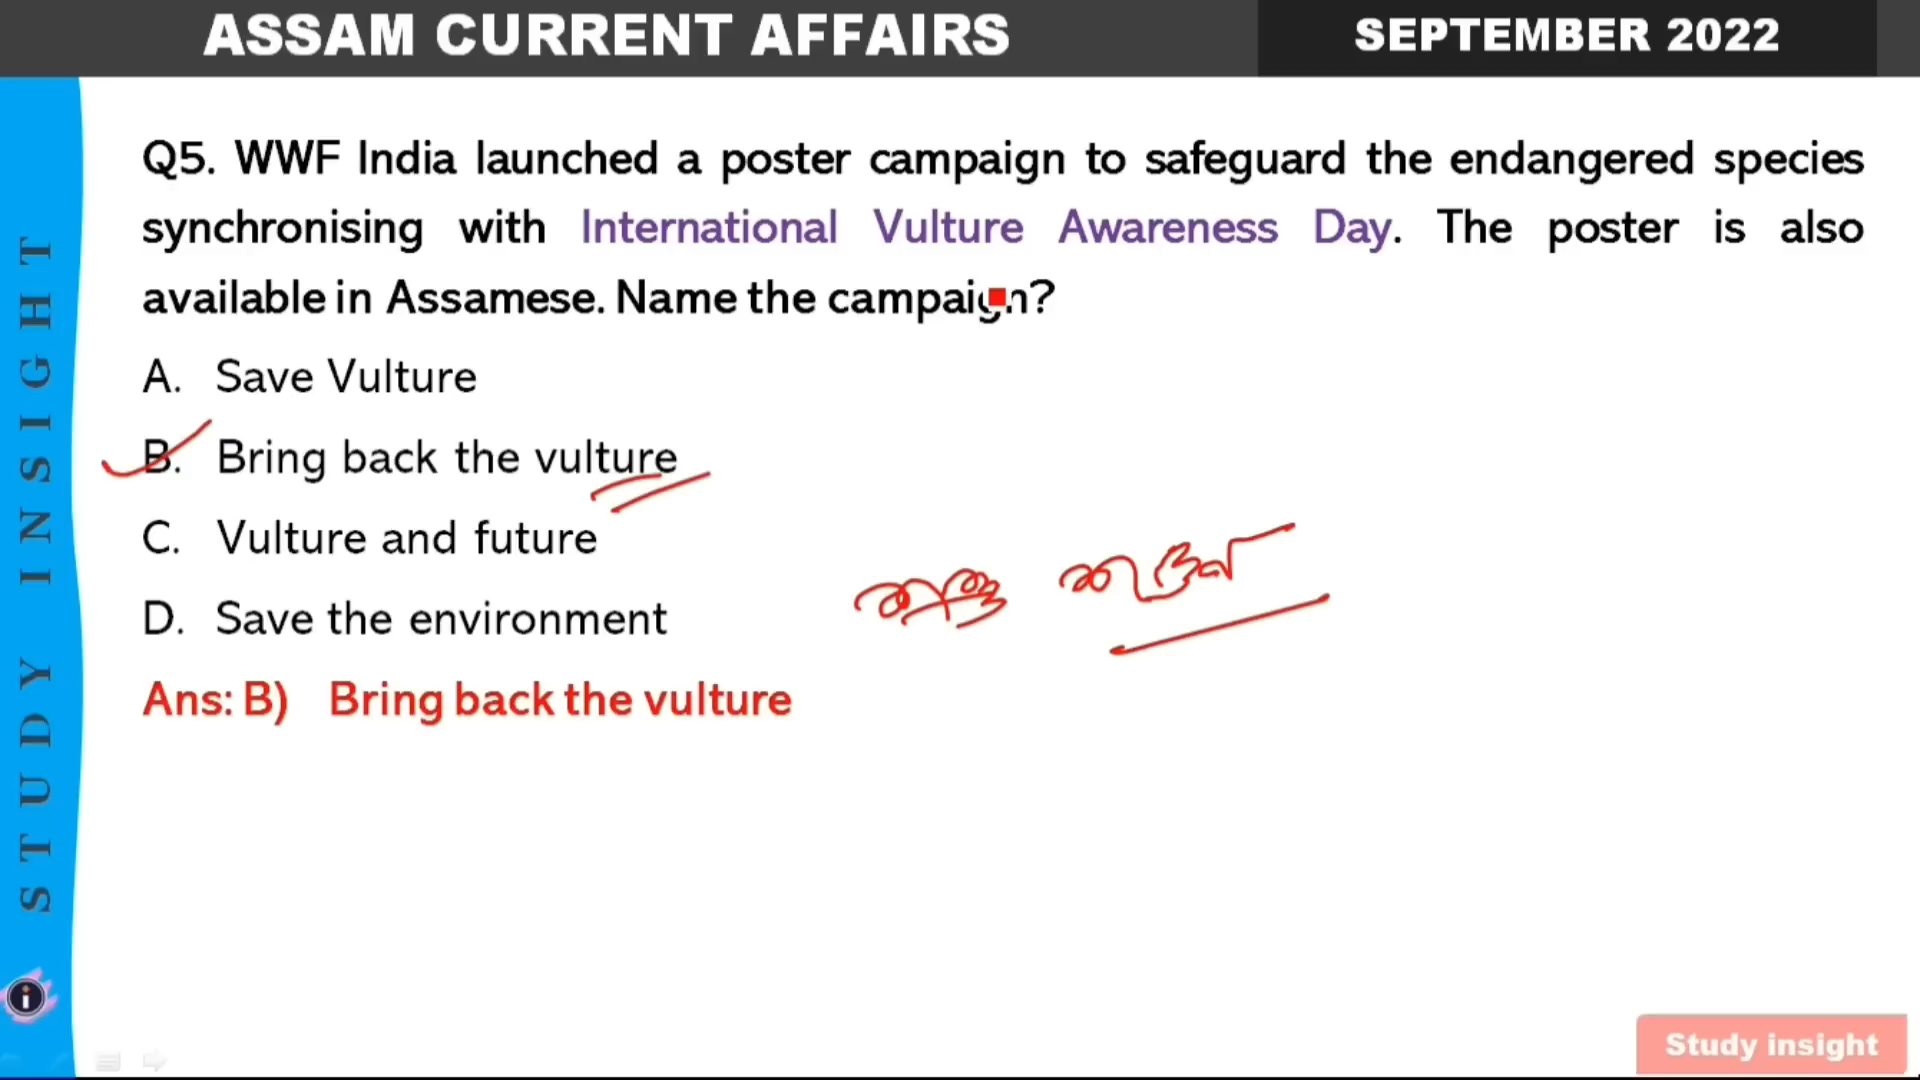 ASSAM CURRENT AFFAIRS
SEPTEMBER 2022
Q5. WWF India launched a poster campaign to safeguard the endangered species
synchronising with International Vulture Awareness Day. The poster is also
available in Assamese. Name the campaign?
A. Save Vulture
B. Bring back the vulture
C. Vulture and future
D. Save the environment
Ans: B) Bring back the vulture
STUDY INSIGHT
Study insight